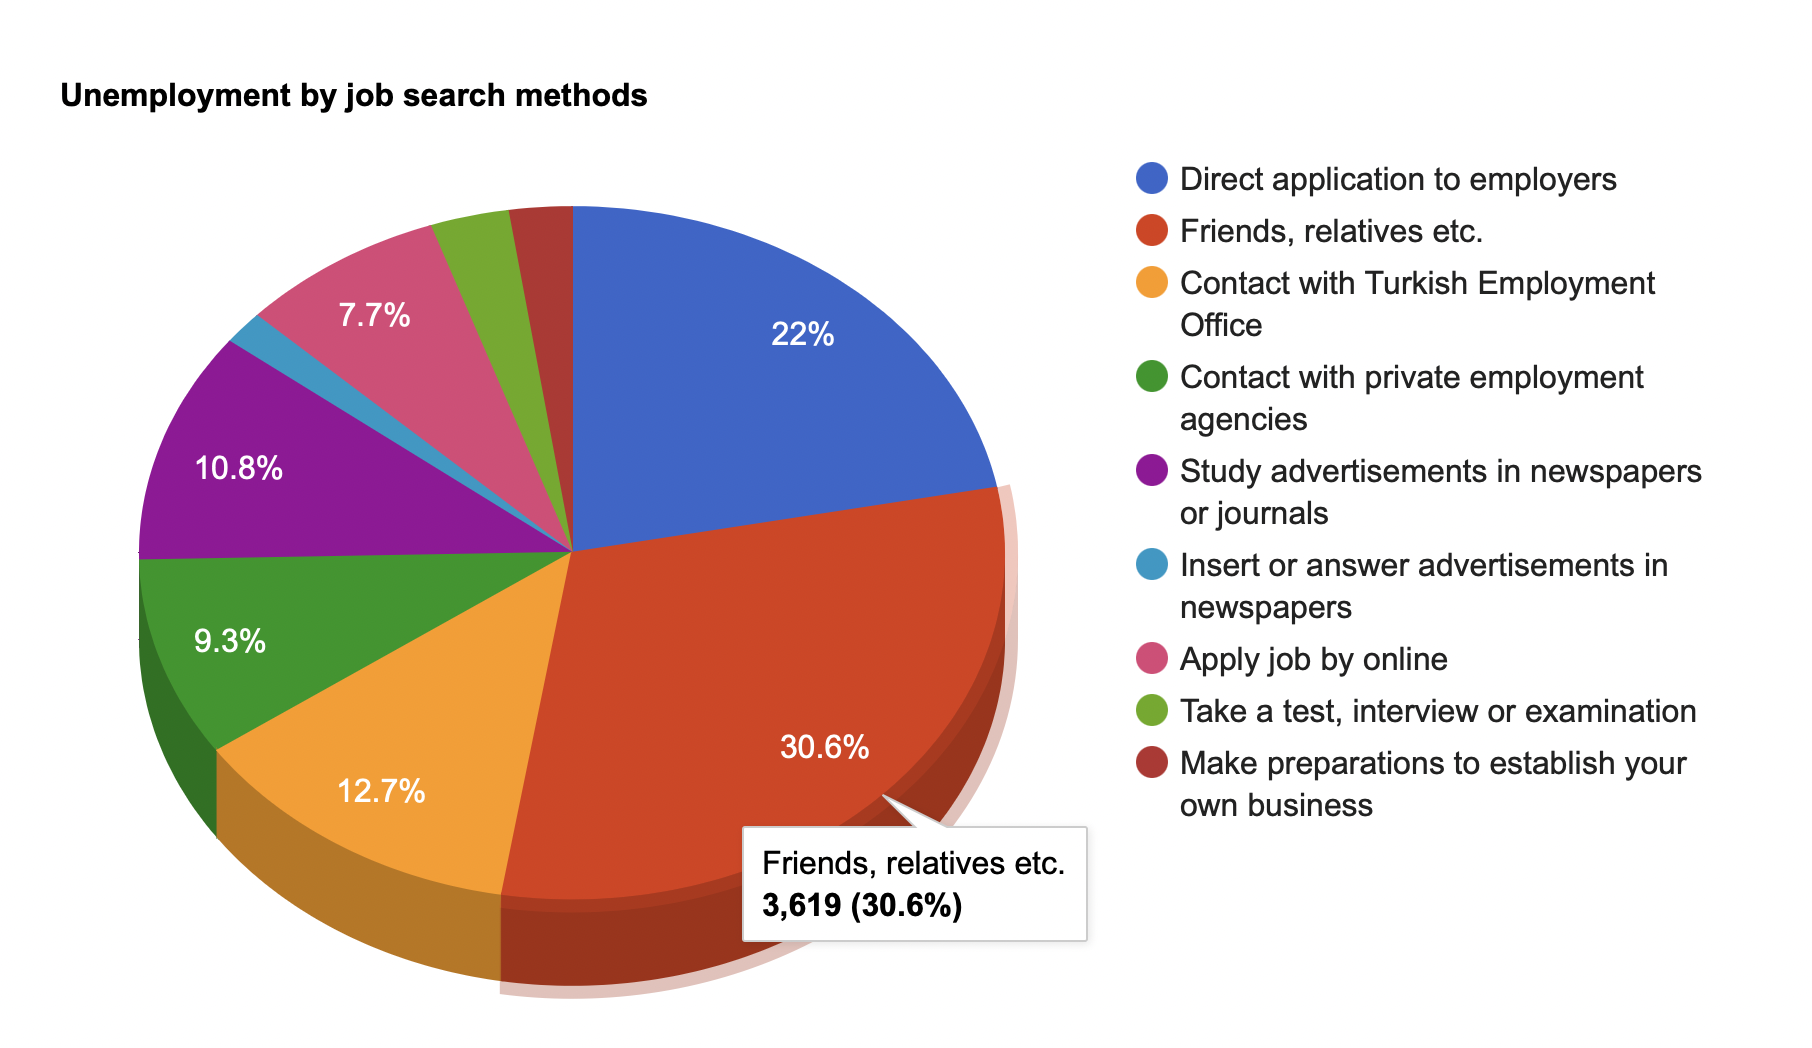 Unemployment by job search methods
22%
30.6%
12.7%
9.3%
10.8%
7.7%
Friends, relatives etc.
3,619 (30.6%)
Direct application to employers
Friends, relatives etc.
Contact with Turkish Employment
Office
Contact with private employment
agencies
Study advertisements in newspapers
or journals
Insert or answer advertisements in
newspapers
Apply job by online
Take a test, interview or examination
Make preparations to establish your
own business